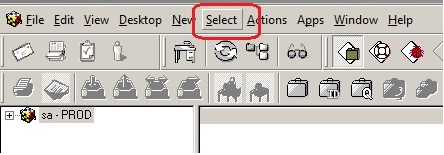 File Edit View Desktop New Select Actions Apps Window Help
sa - PROD